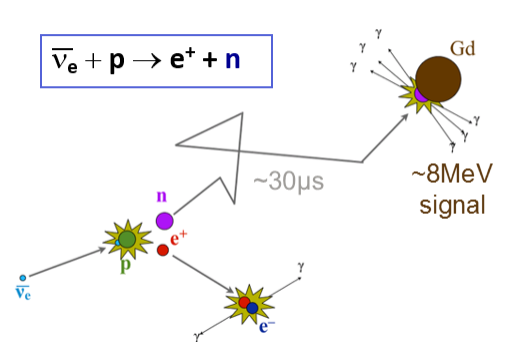 ν̅e + p → e⁺ + n
γ
γ
γ
Gd
γ
γ
γ
~8MeV
signal
~30μs
n
e⁺
p
ν̅e
γ
e⁻
γ